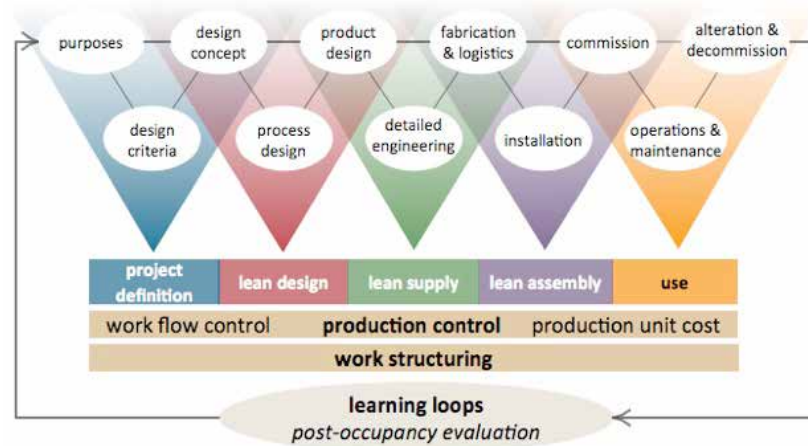 purposes
design
concept
product
design
fabrication
& logistics
commission
alteration &
decommission
design
criteria
process
design
detailed
engineering
installation
operations &
maintenance
project
definition
lean design
lean supply
lean assembly
use
work flow control production control production unit cost
work structuring
learning loops
post-occupancy evaluation